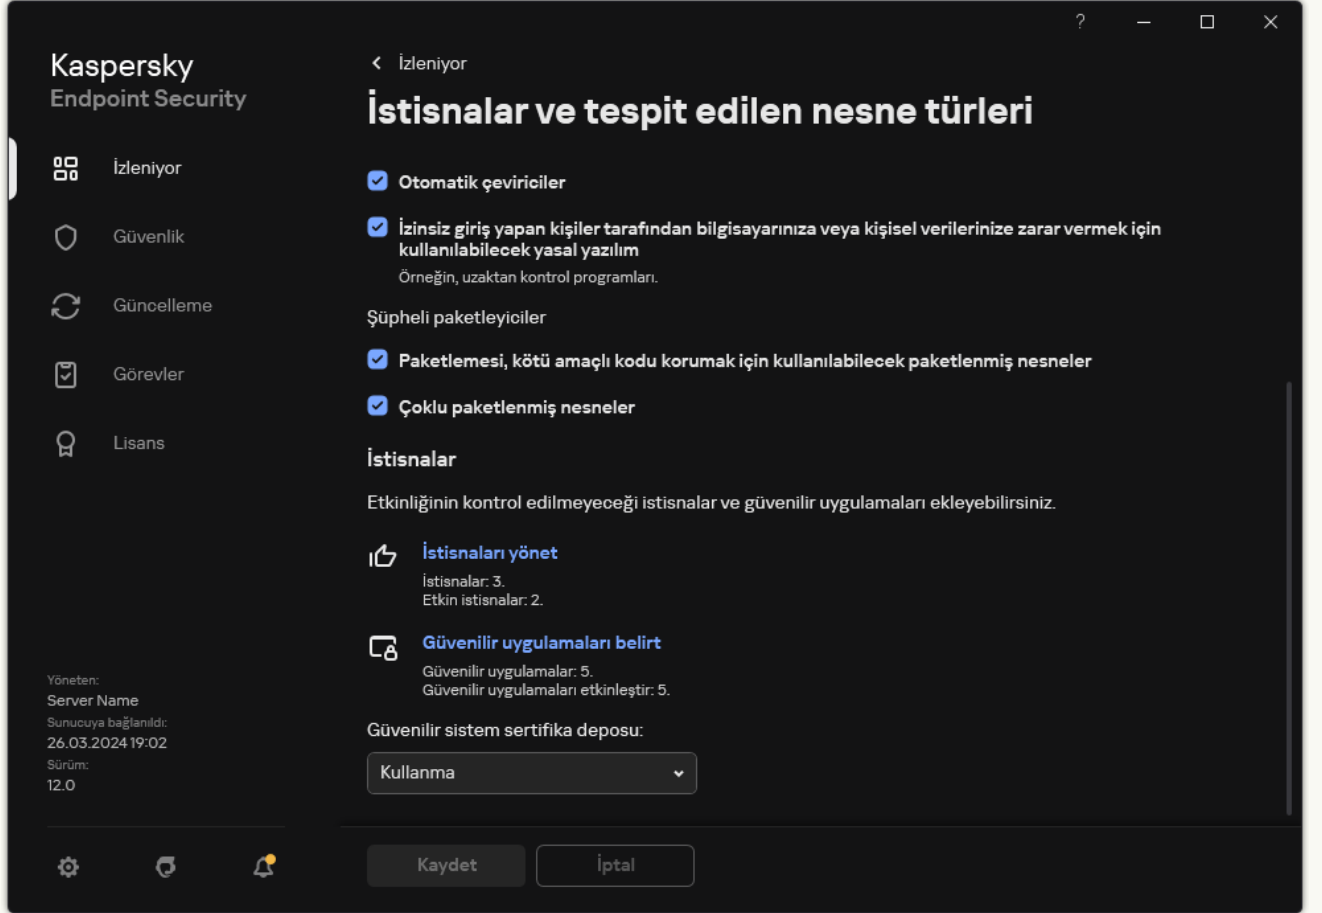 ?
Kaspersky
Endpoint Security
İzleniyor
Güvenlik
Güncelleme
Görevler
Lisans
Yöneten:
Server Name
Sunucuya bağlanıldı:
26.03.2024 19:02
Sürüm:
12.0
İzleniyor
İstisnalar ve tespit edilen nesne türleri
Otomatik çeviriciler
İzinsiz giriş yapan kişiler tarafından bilgisayarınıza veya kişisel verilerinize zarar vermek için
kullanılabilecek yasal yazılım
Örneğin, uzaktan kontrol programları.
Şüpheli paketleyiciler
Paketlemesi, kötü amaçlı kodu korumak için kullanılabilecek paketlenmiş nesneler
Çoklu paketlenmiş nesneler
İstisnalar
Etkinliğinin kontrol edilmeyeceği istisnalar ve güvenilir uygulamaları ekleyebilirsiniz.
İstisnaları yönet
İstisnalar: 3.
Etkin istisnalar: 2.
Güvenilir uygulamaları belirt
Güvenilir uygulamalar: 5.
Güvenilir uygulamaları etkinleştir: 5.
Güvenilir sistem sertifika deposu:
Kullanma
Kaydet
İptal